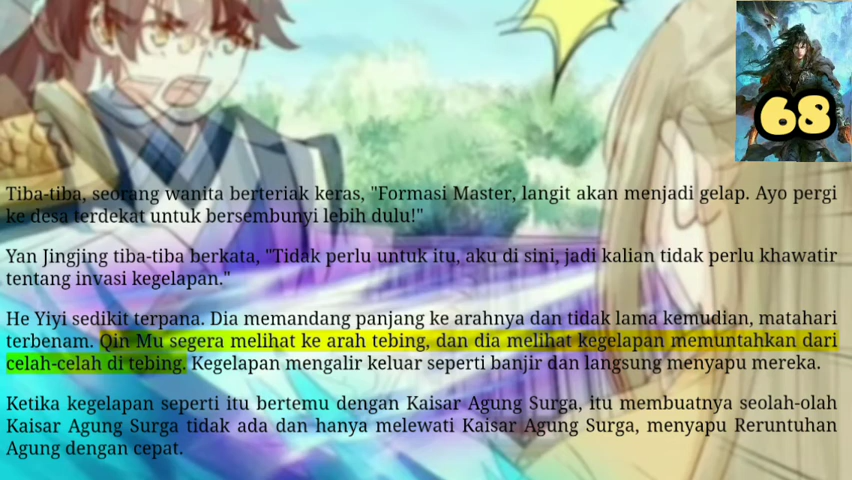 68
Tiba-tiba, seorang wanita berteriak keras, "Formasi Master, langit akan menjadi gelap. Ayo pergi
ke desa terdekat untuk bersembunyi lebih dulu!"
Yan Jingjing tiba-tiba berkata, "Tidak perlu untuk itu, aku di sini, jadi kalian tidak perlu khawatir
tentang invasi kegelapan."
He Yiyi sedikit terpana. Dia memandang panjang ke arahnya dan tidak lama kemudian, matahari
terbenam. Qin Mu segera melihat ke arah tebing, dan dia melihat kegelapan memuntahkan dari
celah-celah di tebing. Kegelapan mengalir keluar seperti banjir dan langsung menyapu mereka.
Ketika kegelapan seperti itu bertemu dengan Kaisar Agung Surga, itu membuatnya seolah-olah
Kaisar Agung Surga tidak ada dan hanya melewati Kaisar Agung Surga, menyapu Reruntuhan
Agung dengan cepat.